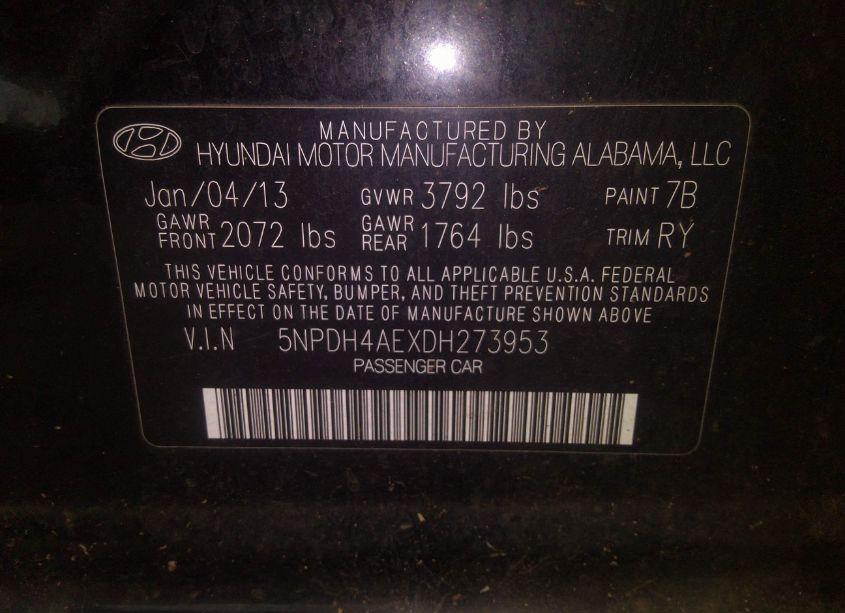 MANUFACTURED BY
HYUNDAI MOTOR MANUFACTURING ALABAMA, LLC
Jan/04/13 GVWR 3792 lbs PAINT 7B
GAWR FRONT 2072 lbs GAWR REAR 1764 lbs TRIM RY
THIS VEHICLE CONFORMS TO ALL APPLICABLE U.S.A. FEDERAL
MOTOR VEHICLE SAFETY, BUMPER, AND THEFT PREVENTION STANDARDS
IN EFFECT ON THE DATE OF MANUFACTURE SHOWN ABOVE
V.I.N 5NPDH4AEXDH273953
PASSENGER CAR